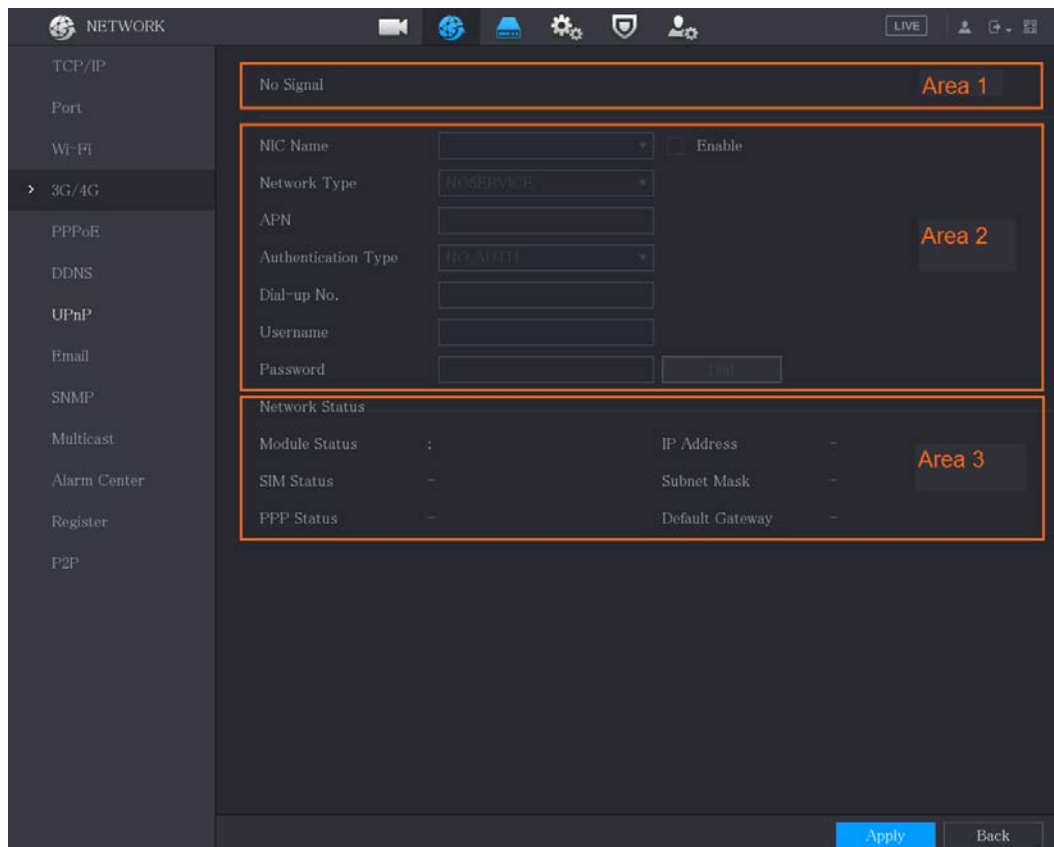 NETWORK
LIVE
TCP/IP
Port
Wi-Fi
3G/4G
PPPoE
DDNS
UPnP
Email
SNMP
Multicast
Alarm Center
Register
P2P
No Signal
Area 1
NIC Name
Enable
Network Type NOSERVICE
APN
Area 2
Authentication Type NO_AUTH
Dial-up No.
Username
Password Dial
Network Status
Module Status : IP Address -
Area 3
SIM Status - Subnet Mask -
PPP Status - Default Gateway -
Apply Back